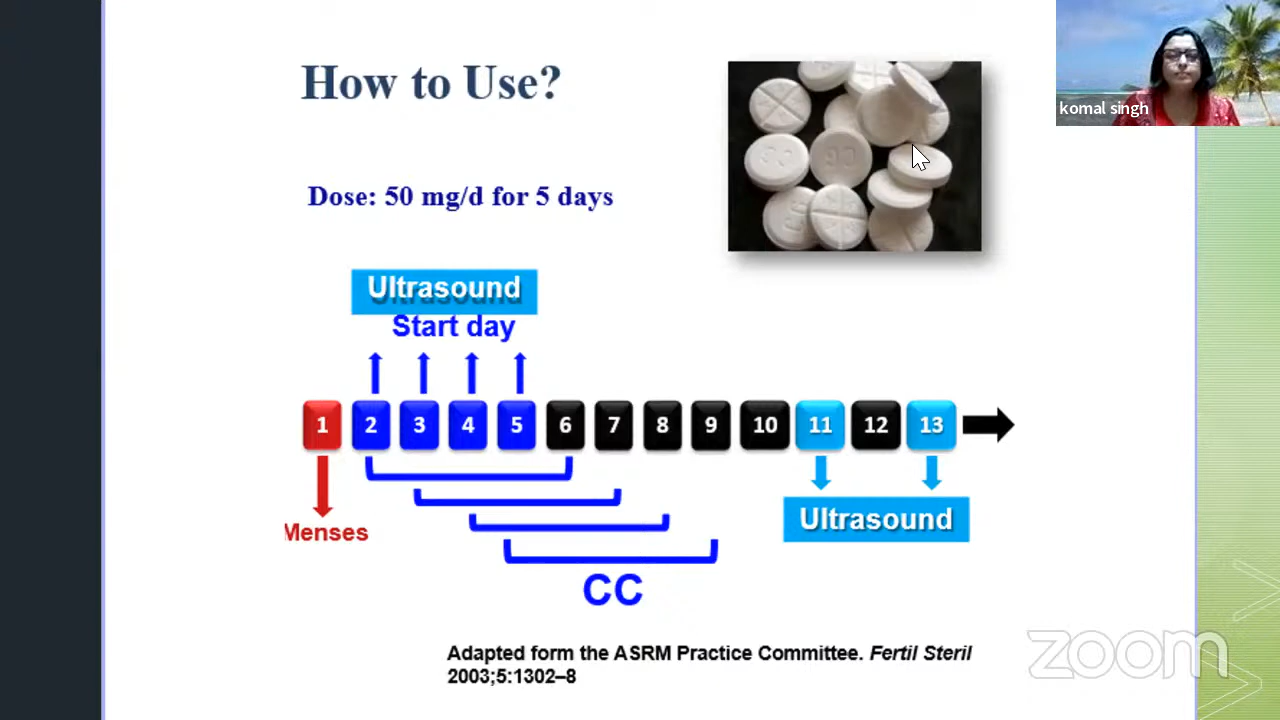 How to Use?
komal singh
Dose: 50 mg/d for 5 days
Ultrasound
Start day
1 2 3 4 5 6 7 8 9 10 11 12 13
Menses
Ultrasound
CC
Adapted form the ASRM Practice Committee. Fertil Steril
2003;5:1302–8
zoom